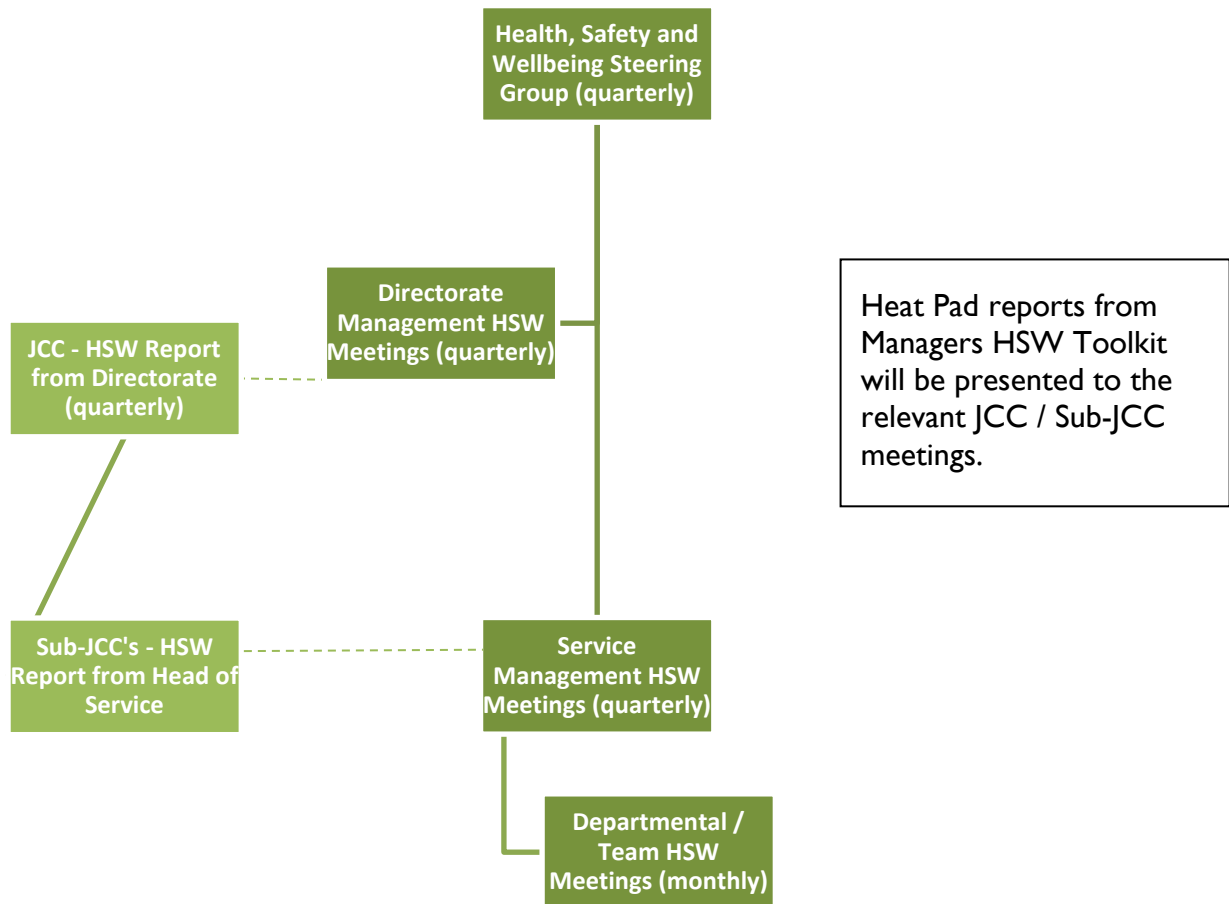 Health, Safety and
Wellbeing Steering
Group (quarterly)
Directorate
Management HSW
Meetings (quarterly)
JCC - HSW Report
from Directorate
(quarterly)
Heat Pad reports from
Managers HSW Toolkit
will be presented to the
relevant JCC / Sub-JCC
meetings.
Sub-JCC's - HSW
Report from Head of
Service
Service
Management HSW
Meetings (quarterly)
Departmental /
Team HSW
Meetings (monthly)